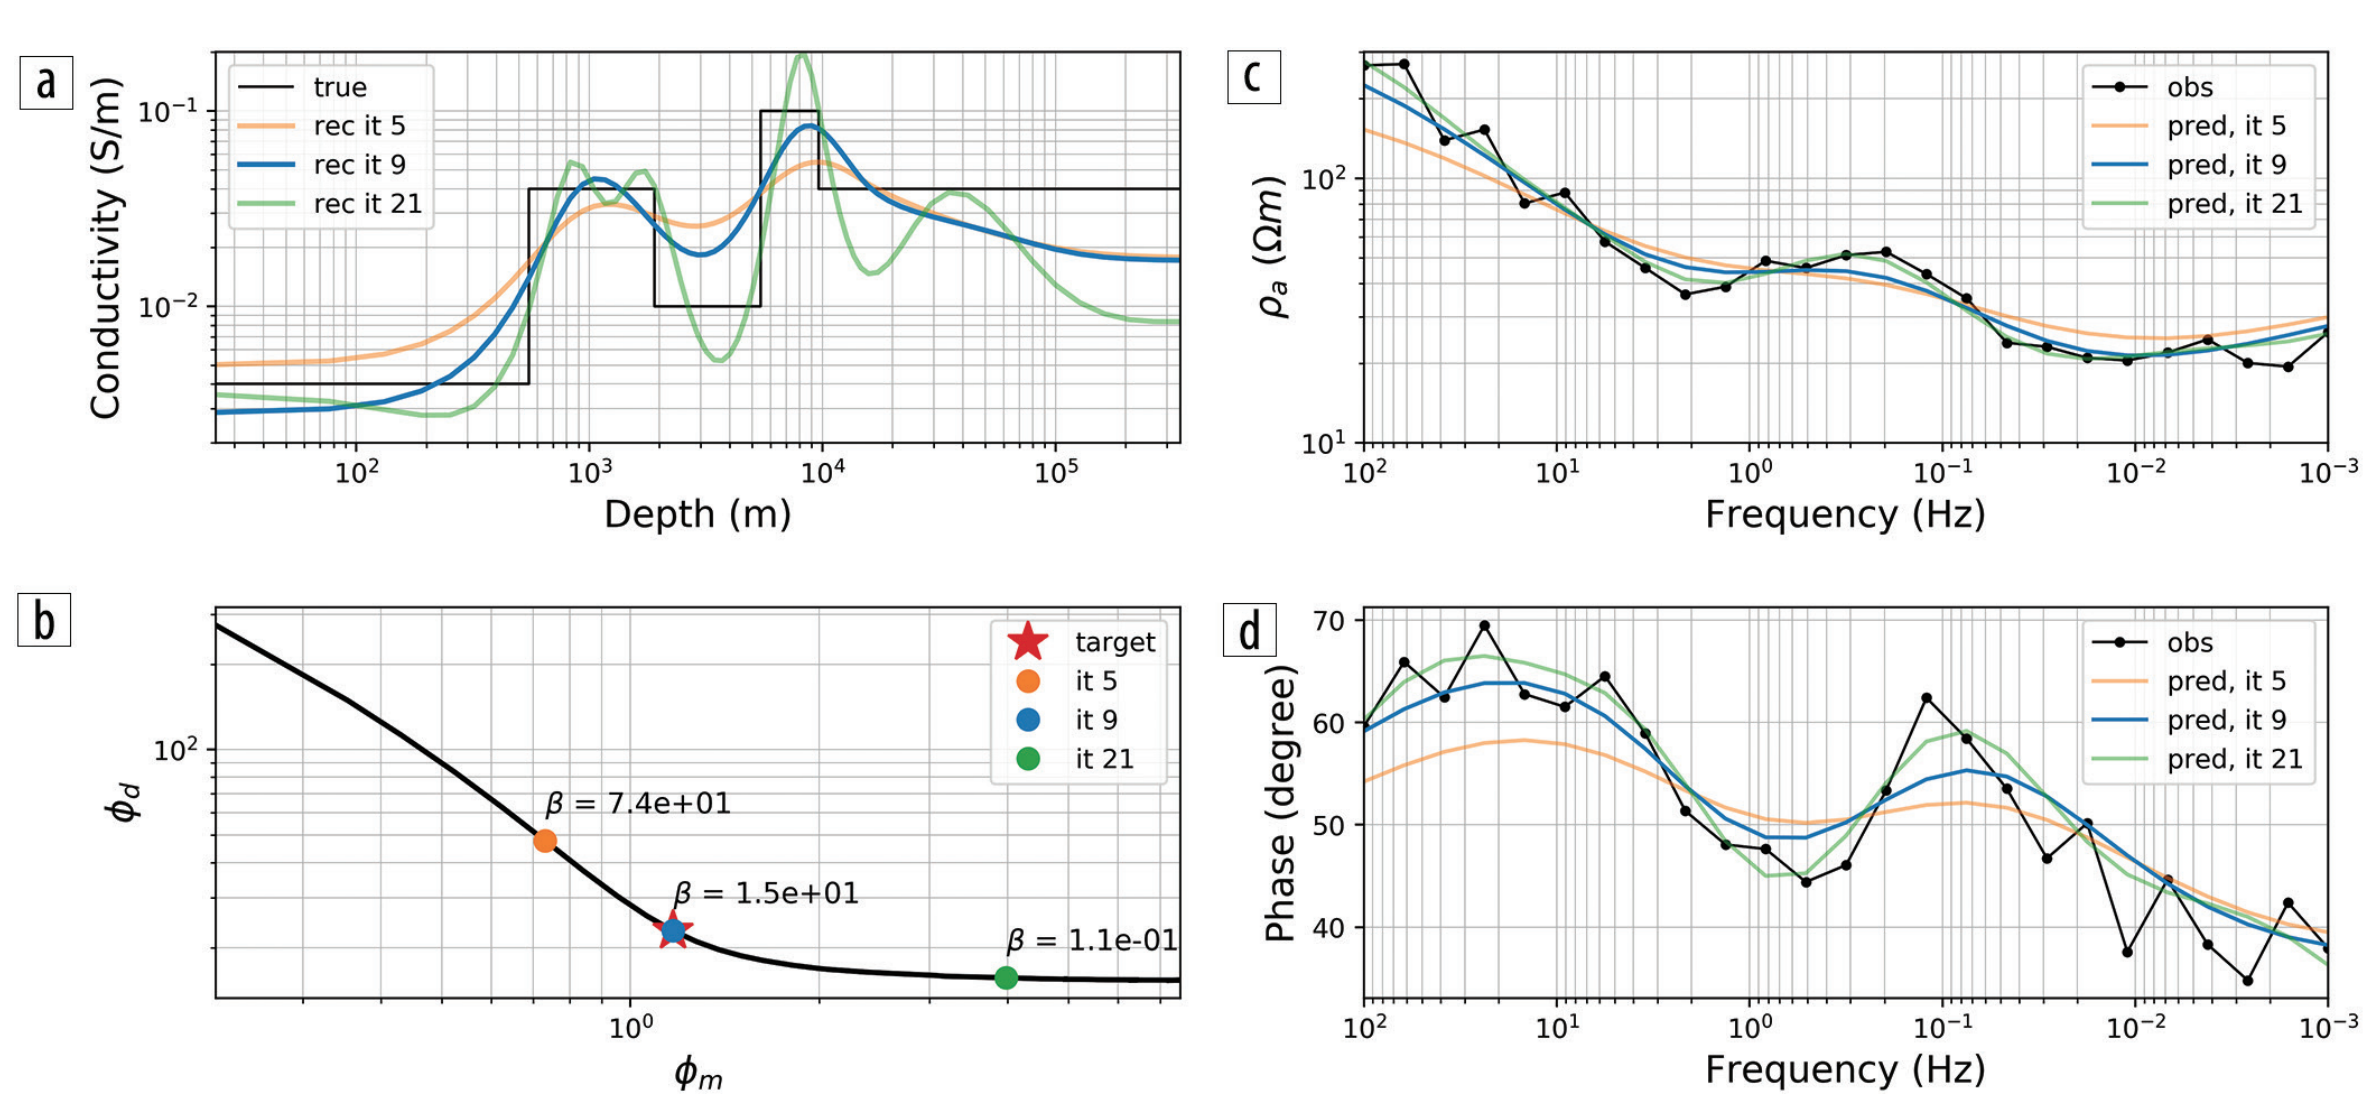 a
true
rec it 5
rec it 9
rec it 21
Conductivity (S/m)
10⁻¹
10⁻²
10² 10³ 10⁴ 10⁵
Depth (m)
c
obs
pred, it 5
pred, it 9
pred, it 21
ρₐ (Ωm)
10²
10¹
10² 10¹ 10⁰ 10⁻¹ 10⁻² 10⁻³
Frequency (Hz)
b
target
it 5
it 9
it 21
ϕ_d
10²
β = 7.4e+01
β = 1.5e+01
β = 1.1e-01
10⁰
ϕₘ
d
obs
pred, it 5
pred, it 9
pred, it 21
Phase (degree)
70
60
50
40
10² 10¹ 10⁰ 10⁻¹ 10⁻² 10⁻³
Frequency (Hz)